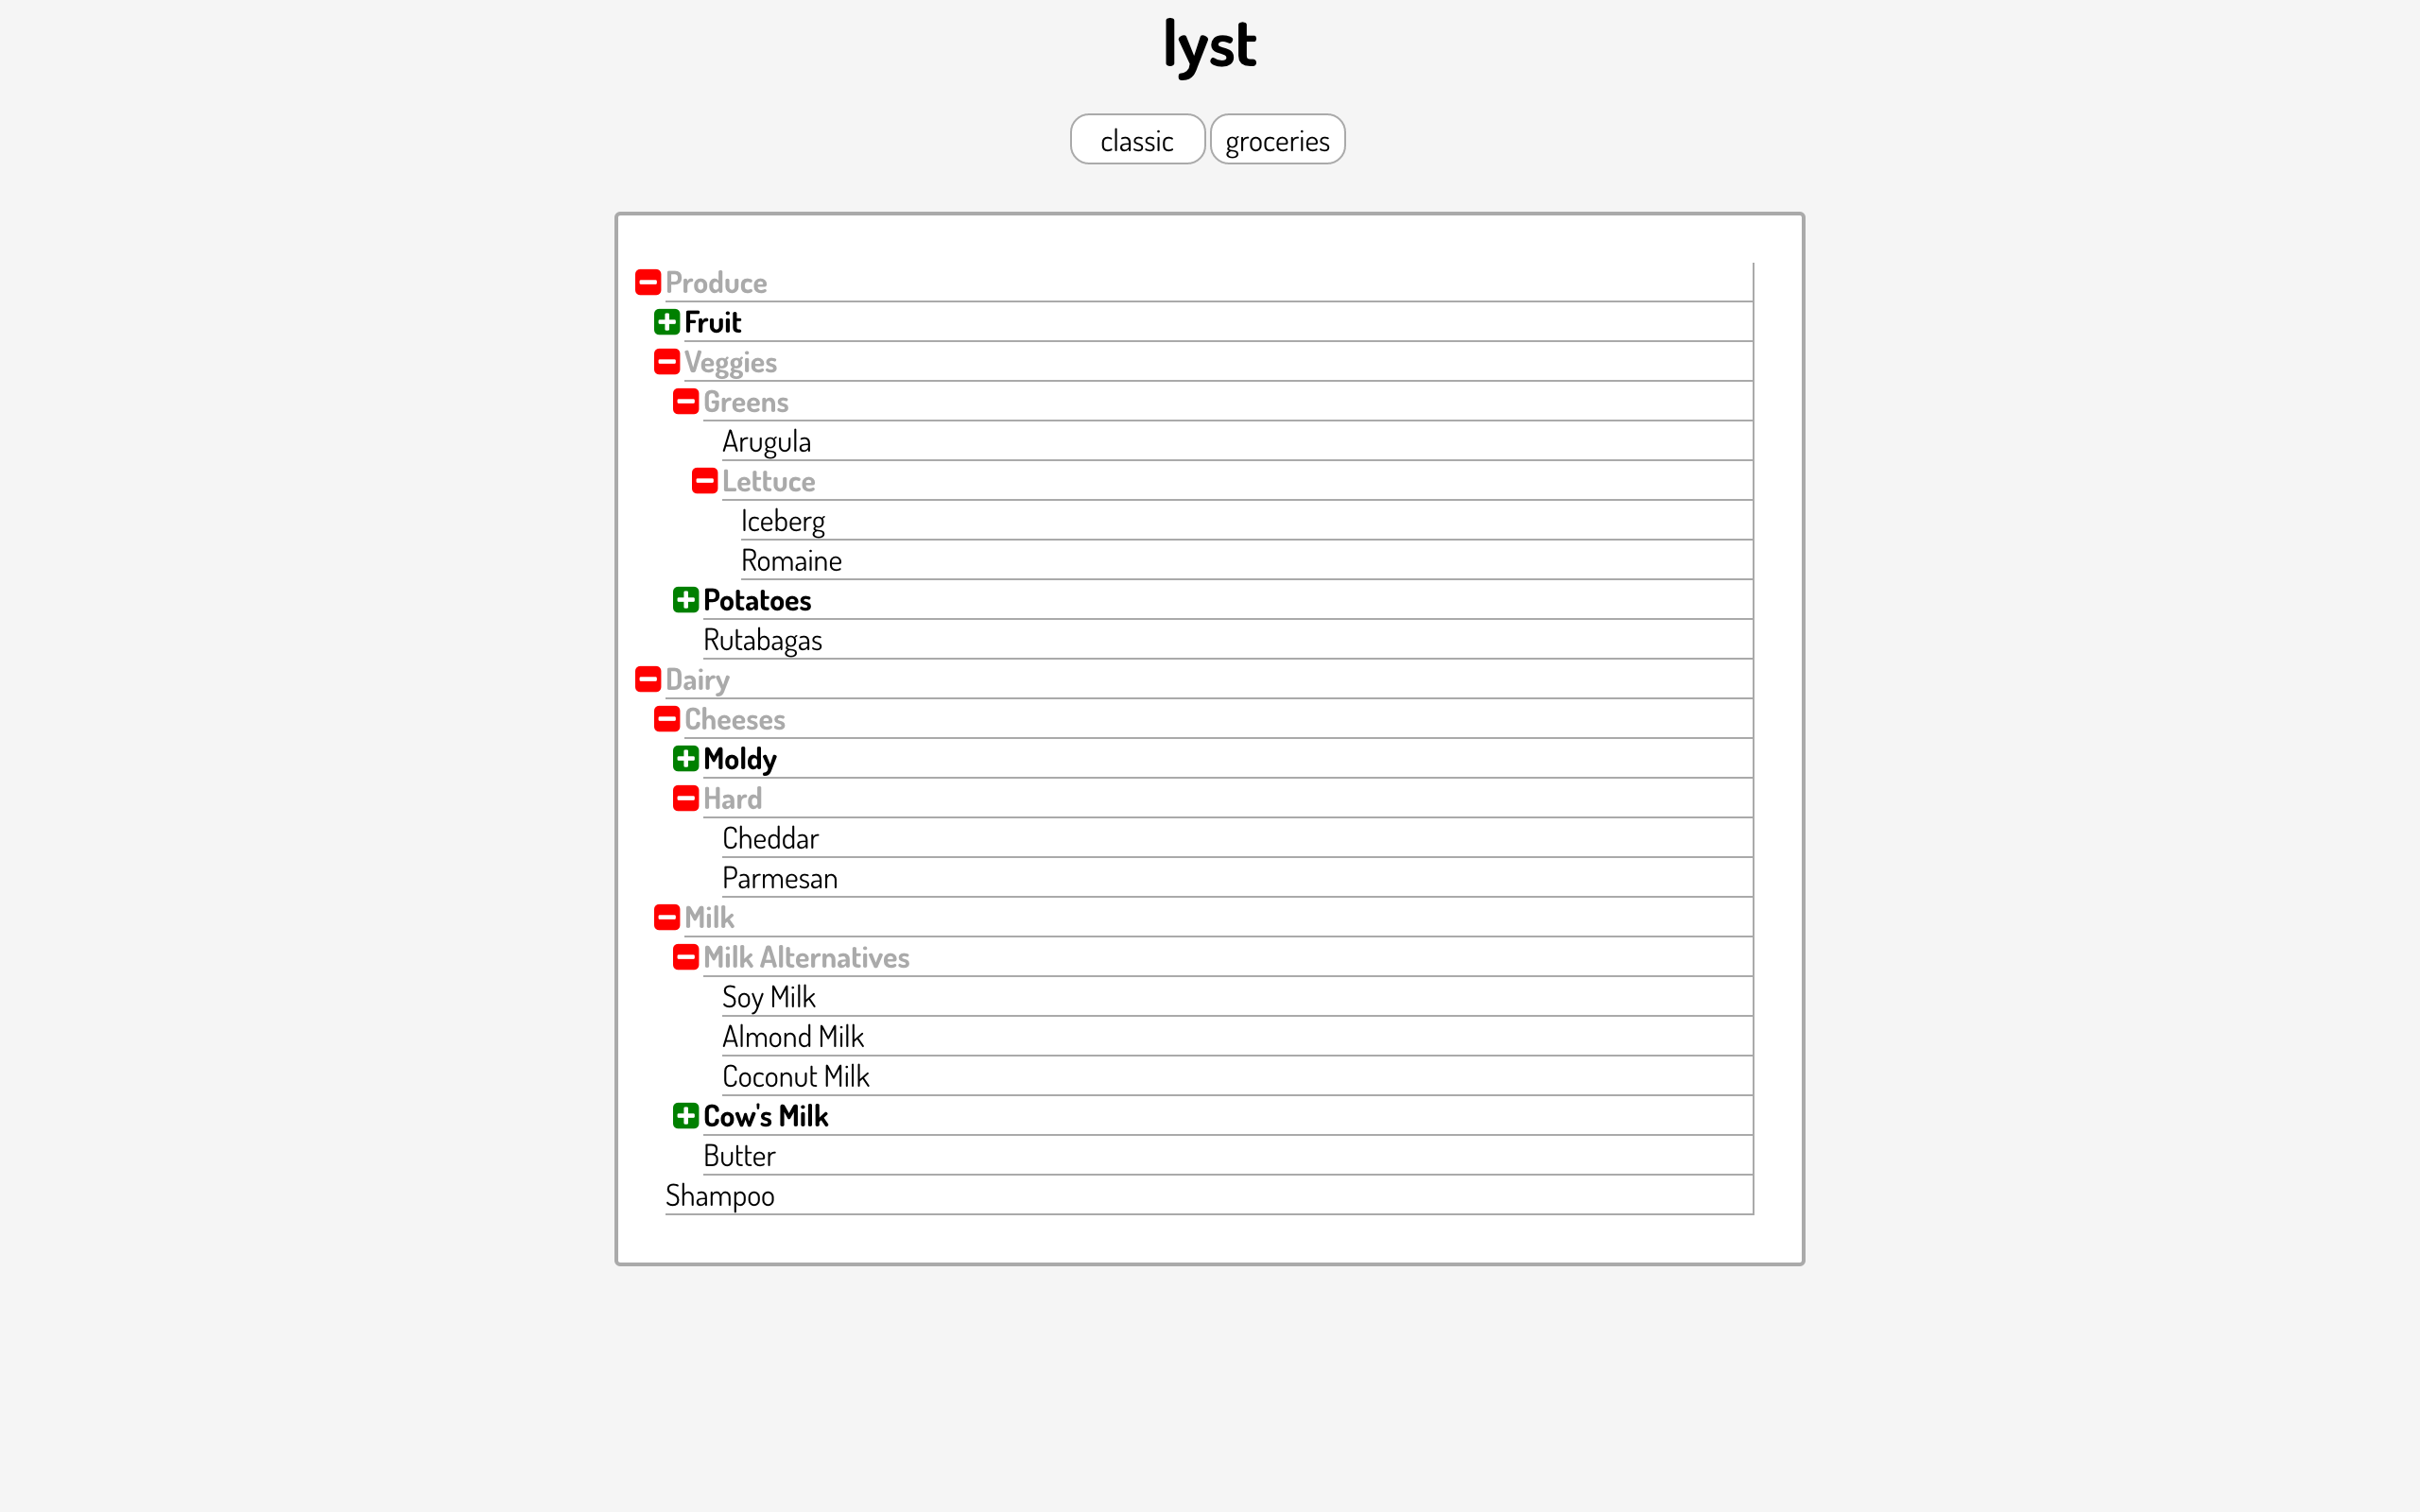 lyst
classic groceries
Produce
Fruit
Veggies
Greens
Arugula
Lettuce
Iceberg
Romaine
Potatoes
Rutabagas
Dairy
Cheeses
Moldy
Hard
Cheddar
Parmesan
Milk
Milk Alternatives
Soy Milk
Almond Milk
Coconut Milk
Cow's Milk
Butter
Shampoo